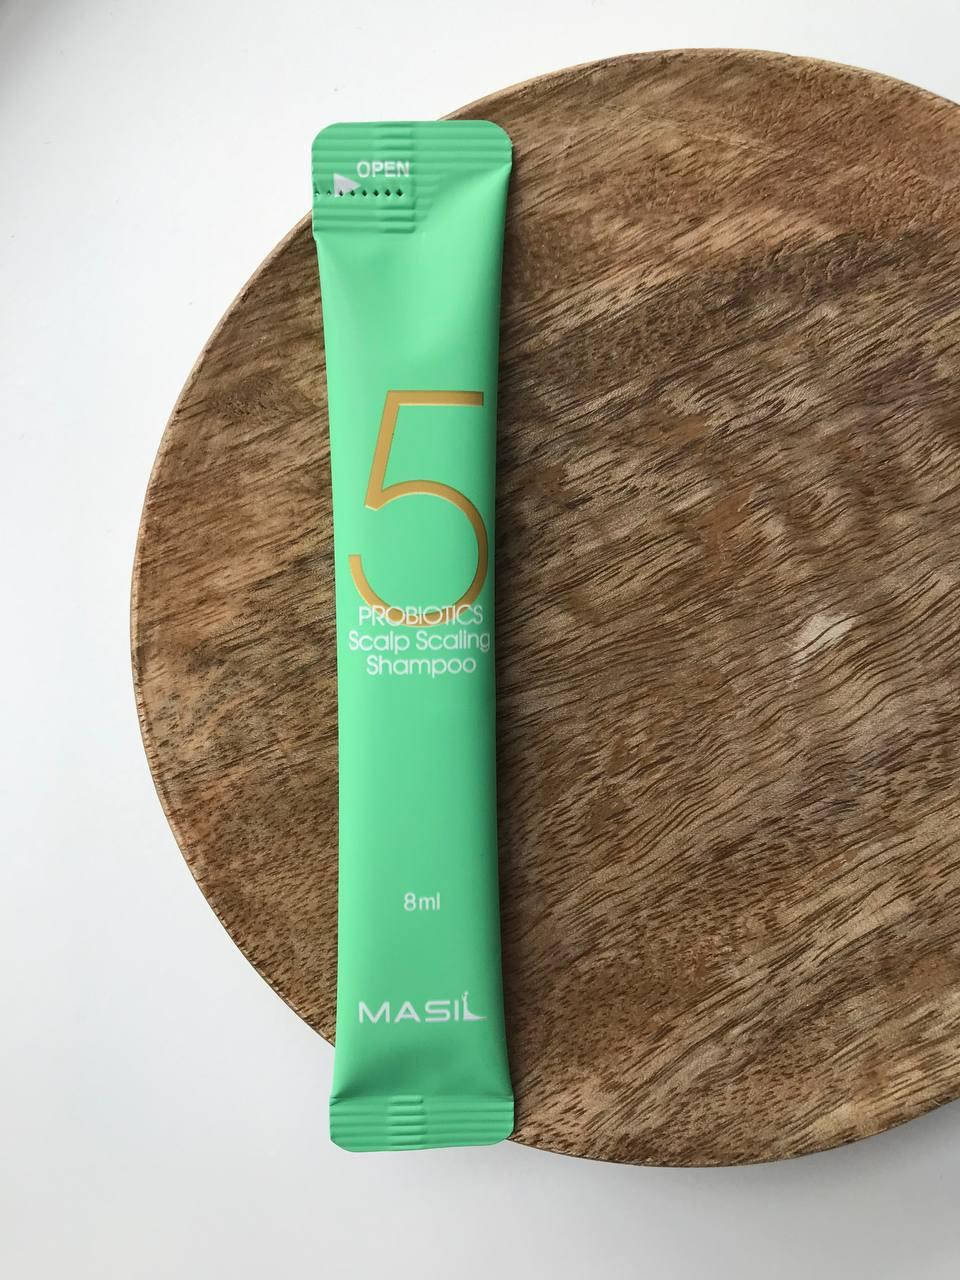 OPEN
5
PROBIOTICS
Scalp Scaling
Shampoo
8ml
MASIL